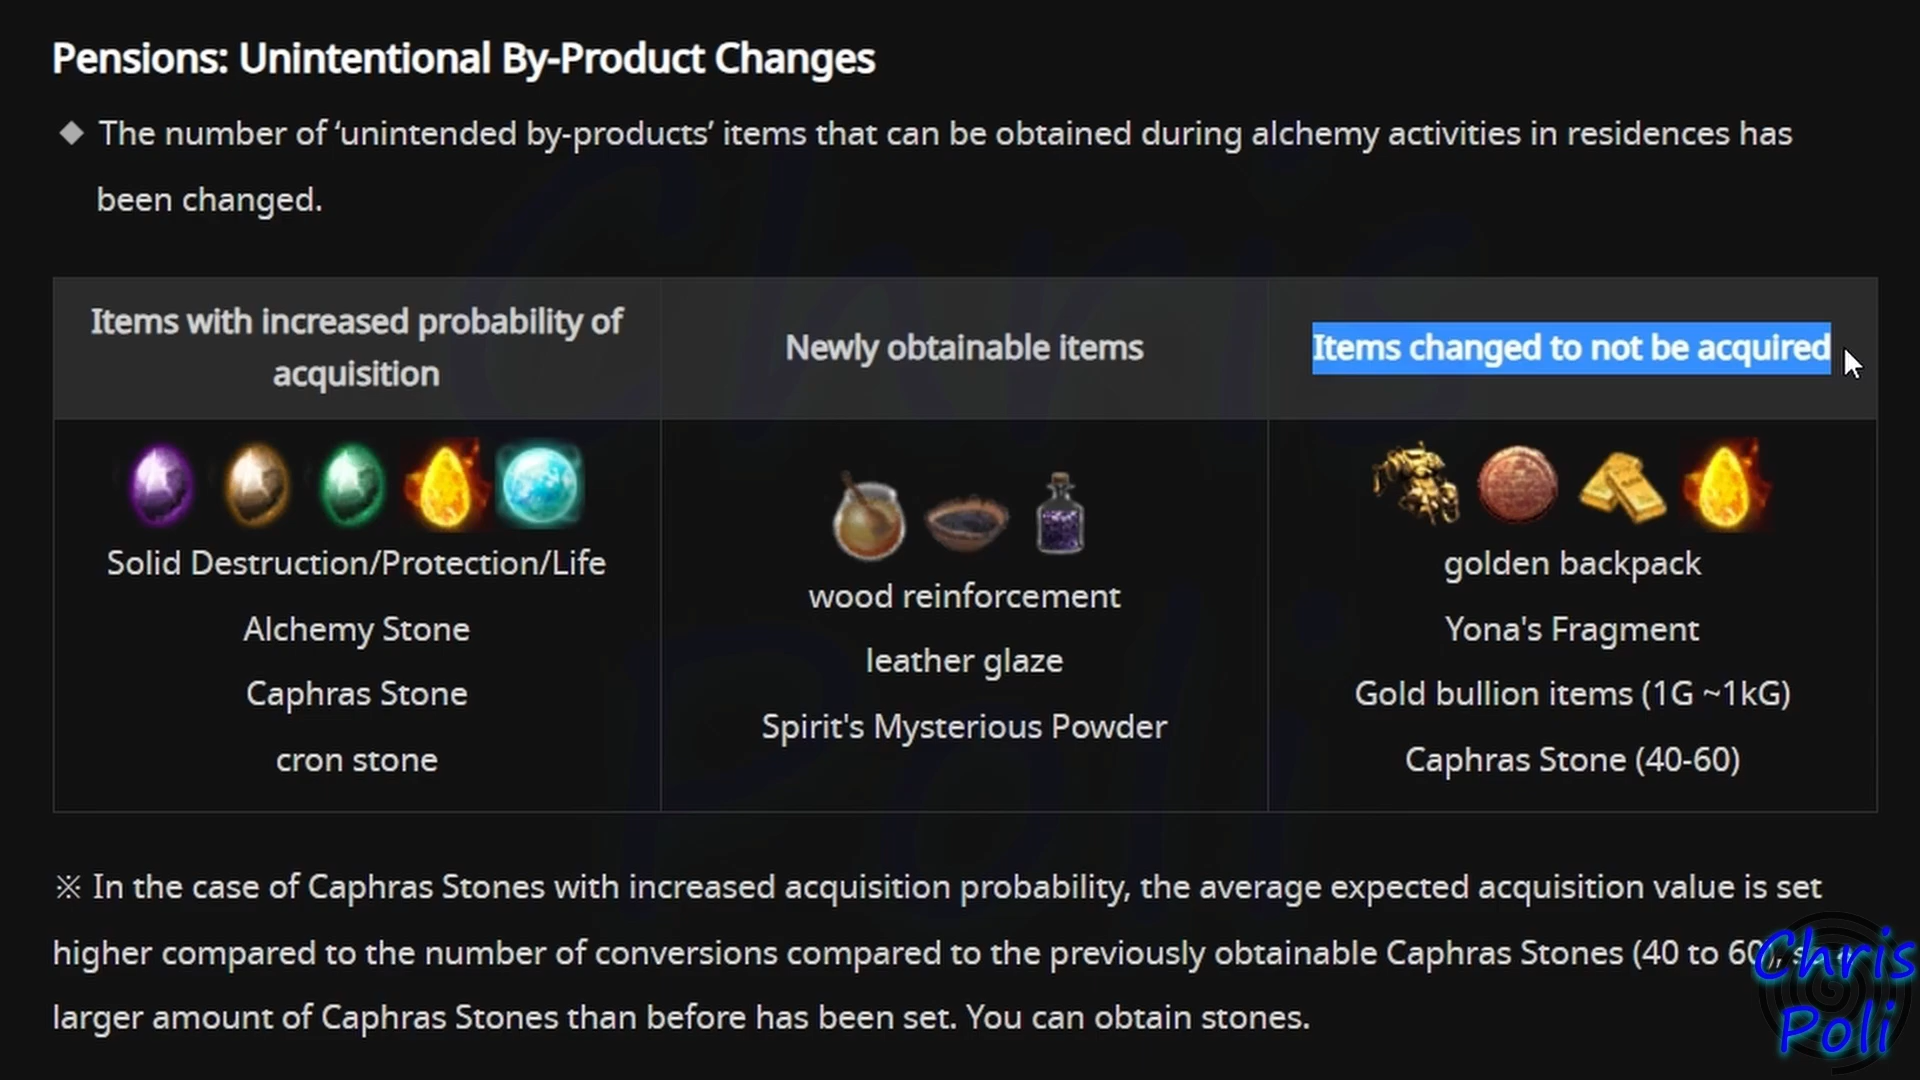 Pensions: Unintentional By-Product Changes
The number of ‘unintended by-products’ items that can be obtained during alchemy activities in residences has
been changed.
Items with increased probability of
acquisition
Newly obtainable items
Items changed to not be acquired
Solid Destruction/Protection/Life
Alchemy Stone
Caphras Stone
cron stone
wood reinforcement
leather glaze
Spirit's Mysterious Powder
golden backpack
Yona's Fragment
Gold bullion items (1G ~1kG)
Caphras Stone (40-60)
※ In the case of Caphras Stones with increased acquisition probability, the average expected acquisition value is set
higher compared to the number of conversions compared to the previously obtainable Caphras Stones (40 to 60),
larger amount of Caphras Stones than before has been set. You can obtain stones.
Chris
Poli